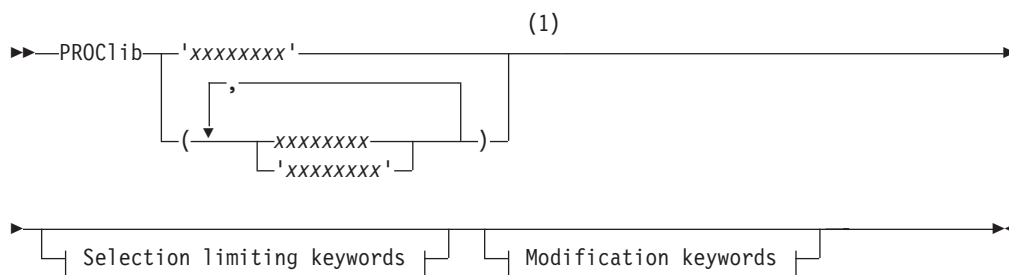 (1)
PROClib 'xxxxxxxx'
,
( xxxxxxxx )
'xxxxxxxx'
Selection limiting keywords Modification keywords